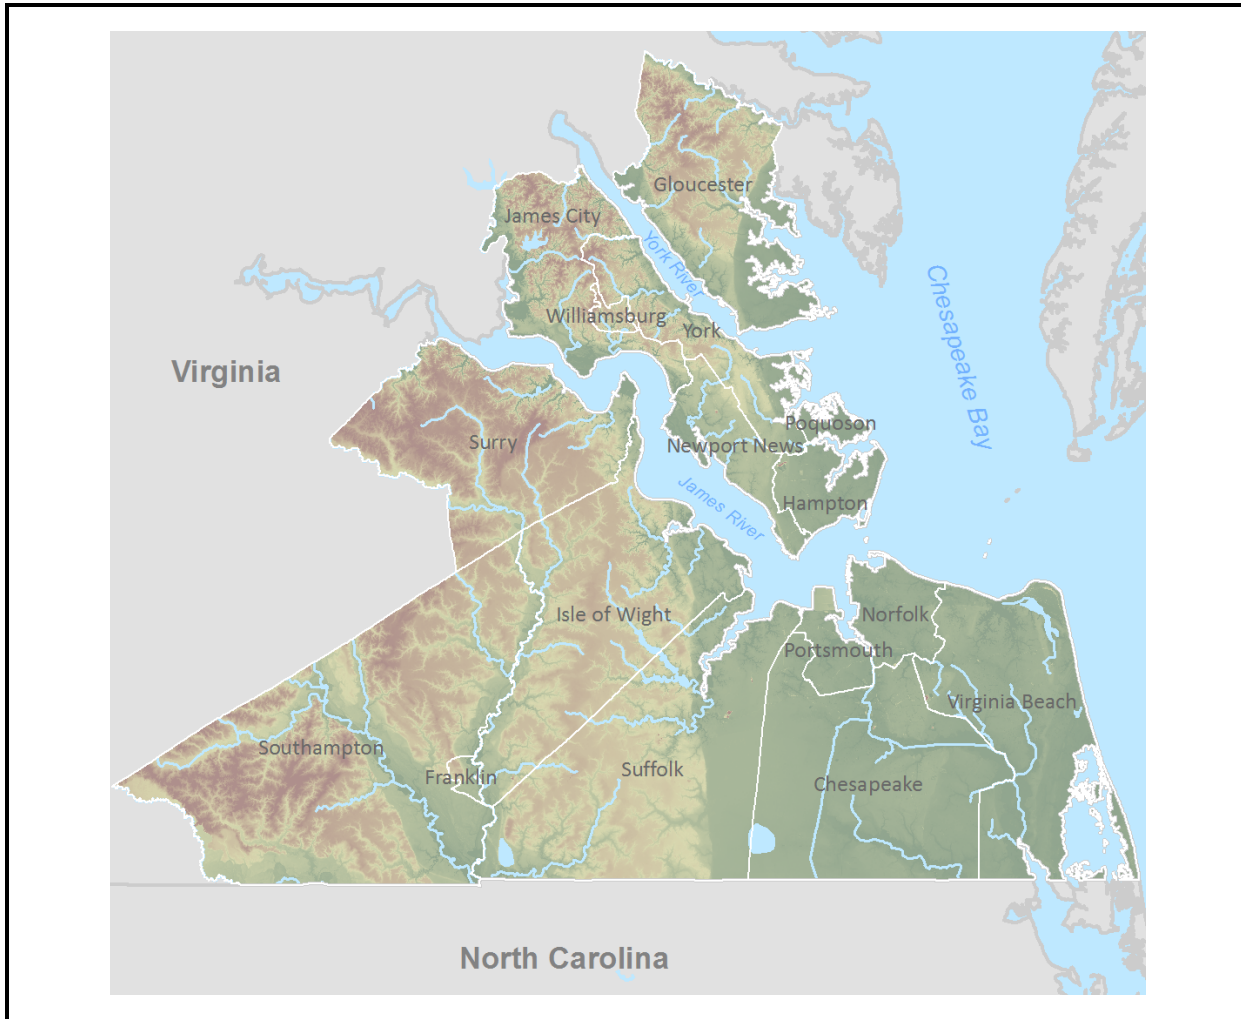 Gloucester
James City
York River
Chesapeake Bay
Williamsburg
York
Virginia
Poquoson
Surry
Newport News
Hampton
James River
Isle of Wight
Norfolk
Portsmouth
Virginia Beach
Southampton
Franklin
Suffolk
Chesapeake
North Carolina